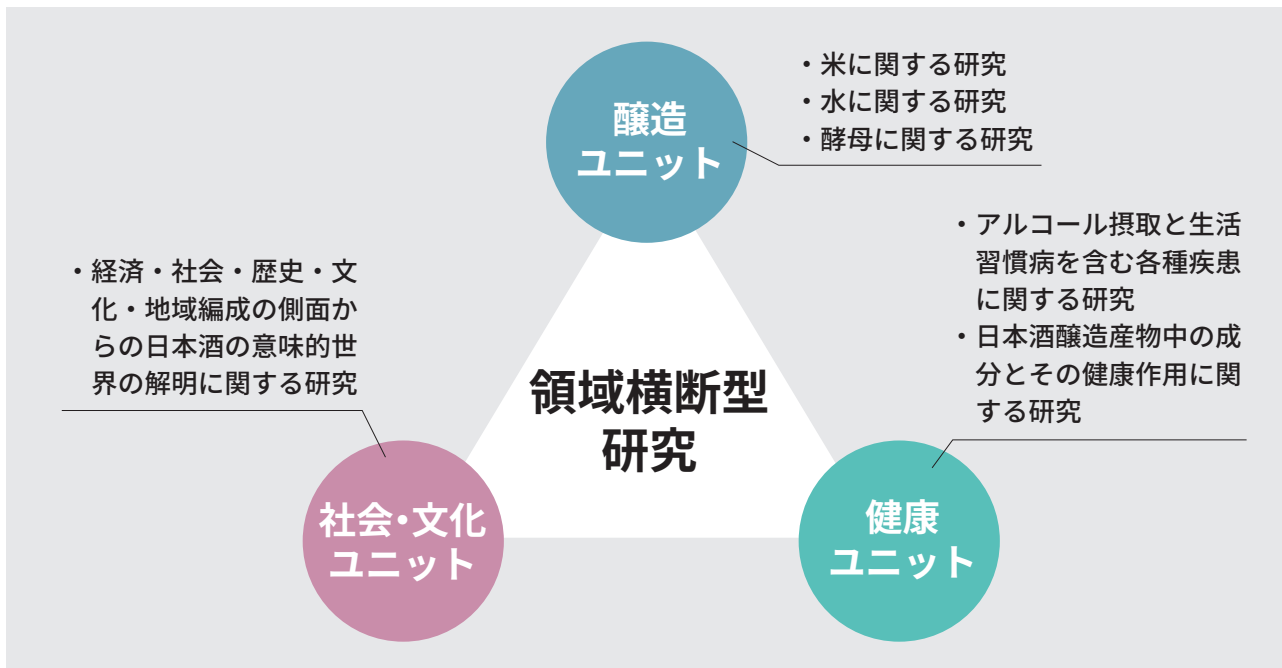 醸造
ユニット
・米に関する研究
・水に関する研究
・酵母に関する研究
・アルコール摂取と生活
習慣病を含む各種疾患
に関する研究
・日本酒醸造産物中の成
分とその健康作用に関
する研究
・経済・社会・歴史・文
化・地域編成の側面か
らの日本酒の意味的世
界の解明に関する研究
領域横断型
研究
社会・文化
ユニット
健康
ユニット